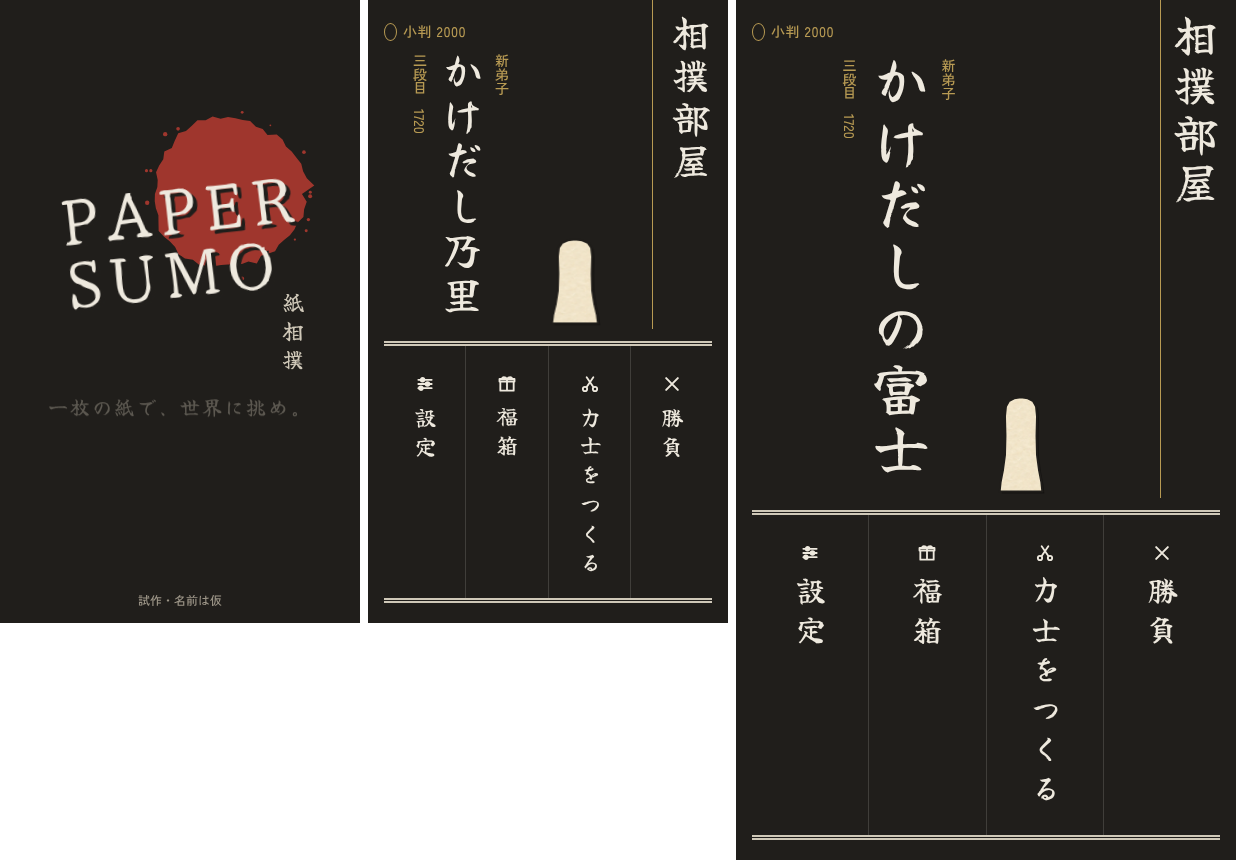 PAPER
SUMO
紙相撲
一枚の紙で、世界に挑め。
試作・名前は仮
小判 2000
相撲部屋
新弟子
かけだし乃里
三段目 1720
勝負
力士をつくる
福箱
設定
小判 2000
相撲部屋
新弟子
かけだしの富士
三段目 1720
勝負
力士をつくる
福箱
設定